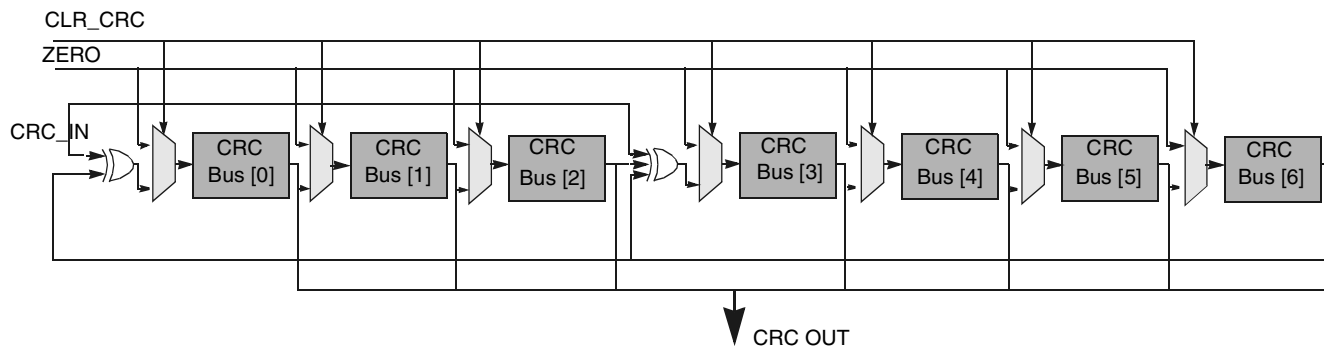 CLR_CRC
ZERO
CRC_IN
CRC
Bus [0]
CRC
Bus [1]
CRC
Bus [2]
CRC
Bus [3]
CRC
Bus [4]
CRC
Bus [5]
CRC
Bus [6]
CRC OUT